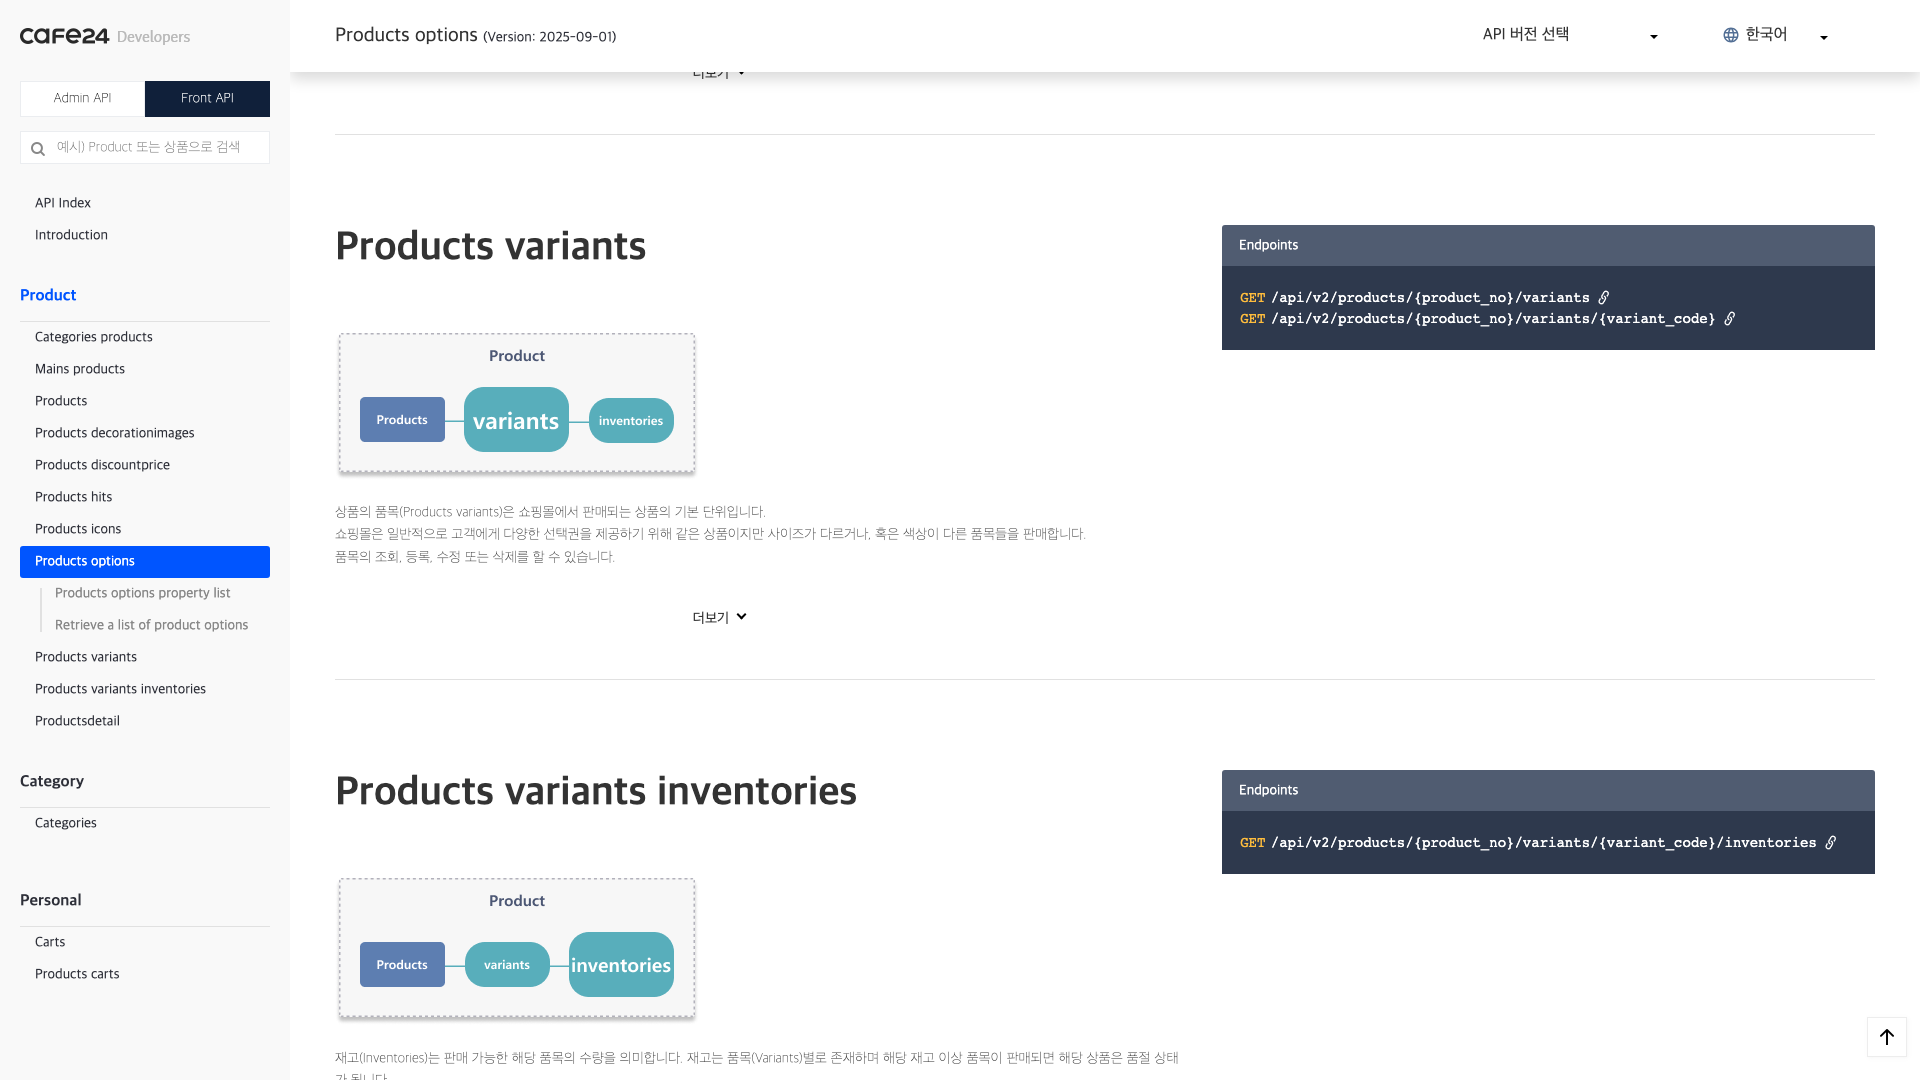 cafe24 Developers
Admin API
Front API
예시) Product 또는 상품으로 검색
API Index
Introduction
Product
Categories products
Mains products
Products
Products decorationimages
Products discountprice
Products hits
Products icons
Products options
Products options property list
Retrieve a list of product options
Products variants
Products variants inventories
Productsdetail
Category
Categories
Personal
Carts
Products carts
Products options (Version: 2025-09-01)
API 버전 선택
한국어
더보기
Products variants
Product
Products
variants
inventories
상품의 품목(Products variants)은 쇼핑몰에서 판매되는 상품의 기본 단위입니다.
쇼핑몰은 일반적으로 고객에게 다양한 선택권을 제공하기 위해 같은 상품이지만 사이즈가 다르거나, 혹은 색상이 다른 품목들을 판매합니다.
품목의 조회, 등록, 수정 또는 삭제를 할 수 있습니다.
더보기
Endpoints
GET /api/v2/products/{product_no}/variants
GET /api/v2/products/{product_no}/variants/{variant_code}
Products variants inventories
Product
Products
variants
inventories
재고(Inventories)는 판매 가능한 해당 품목의 수량을 의미합니다. 재고는 품목(Variants)별로 존재하며 해당 재고 이상 품목이 판매되면 해당 상품은 품절 상태
가 됩니다.
Endpoints
GET /api/v2/products/{product_no}/variants/{variant_code}/inventories